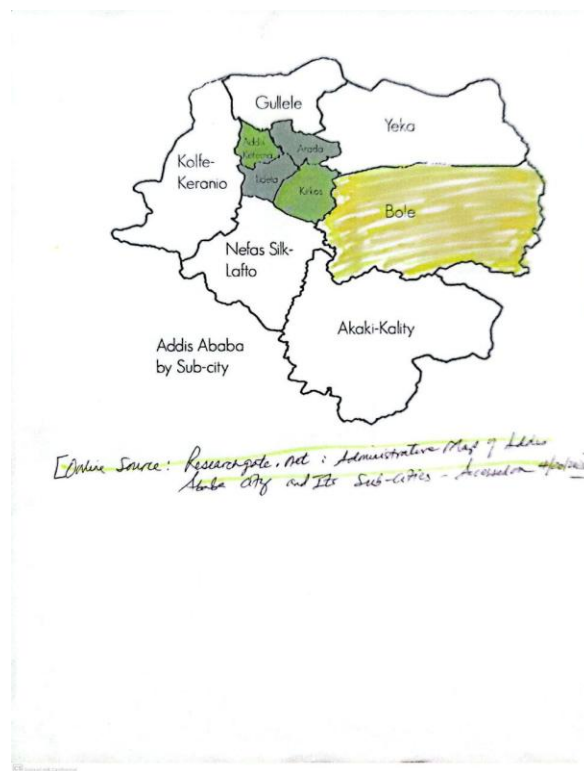 Gullele
Yeka
Addis
Ketema
Arada
Kolfe-
Keranio
Lideta
Kirkos
Bole
Nefas Silk-
Lafto
Akaki-Kality
Addis Ababa
by Sub-city
[Online Source: Researchgate.net: Administrative Map of Addis
Ababa City and Its Sub-Cities - Accessed on